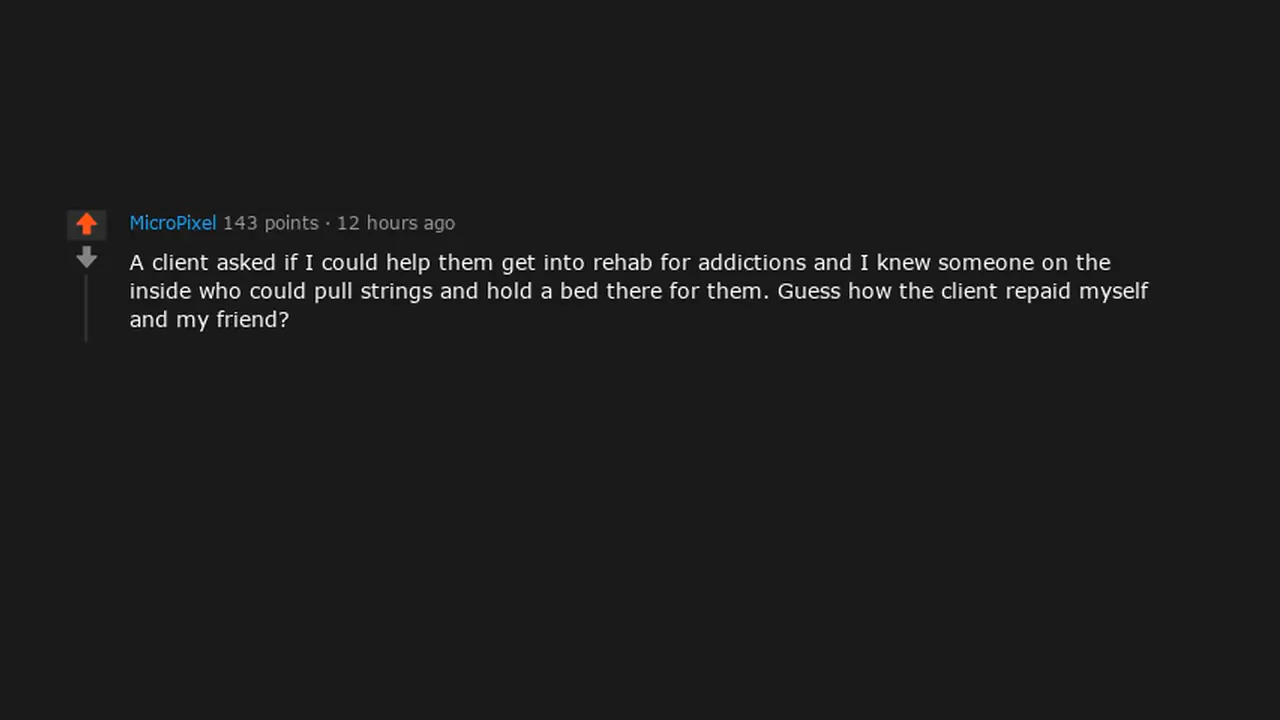 MicroPixel 143 points · 12 hours ago
A client asked if I could help them get into rehab for addictions and I knew someone on the
inside who could pull strings and hold a bed there for them. Guess how the client repaid myself
and my friend?